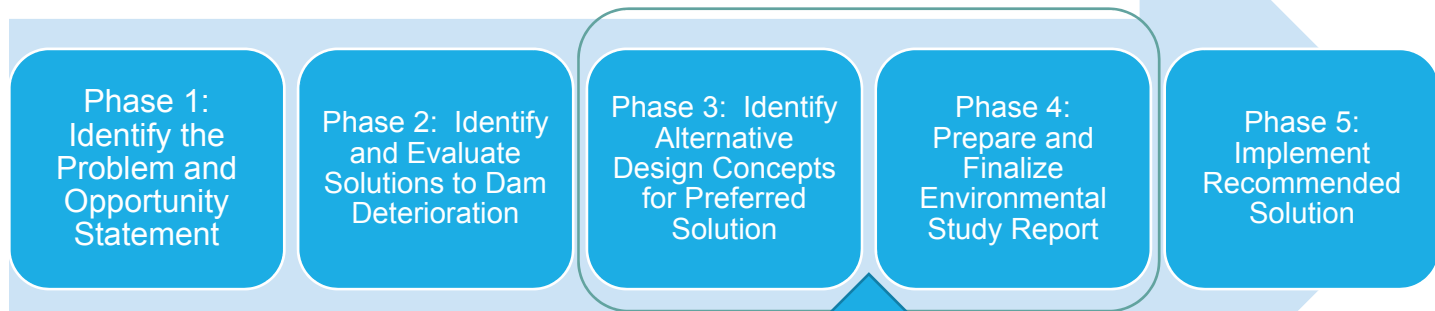 Phase 1:
Identify the
Problem and
Opportunity
Statement
Phase 2:  Identify
and Evaluate
Solutions to Dam
Deterioration
Phase 3:  Identify
Alternative
Design Concepts
for Preferred
Solution
Phase 4:
Prepare and
Finalize
Environmental
Study Report
Phase 5:
Implement
Recommended
Solution